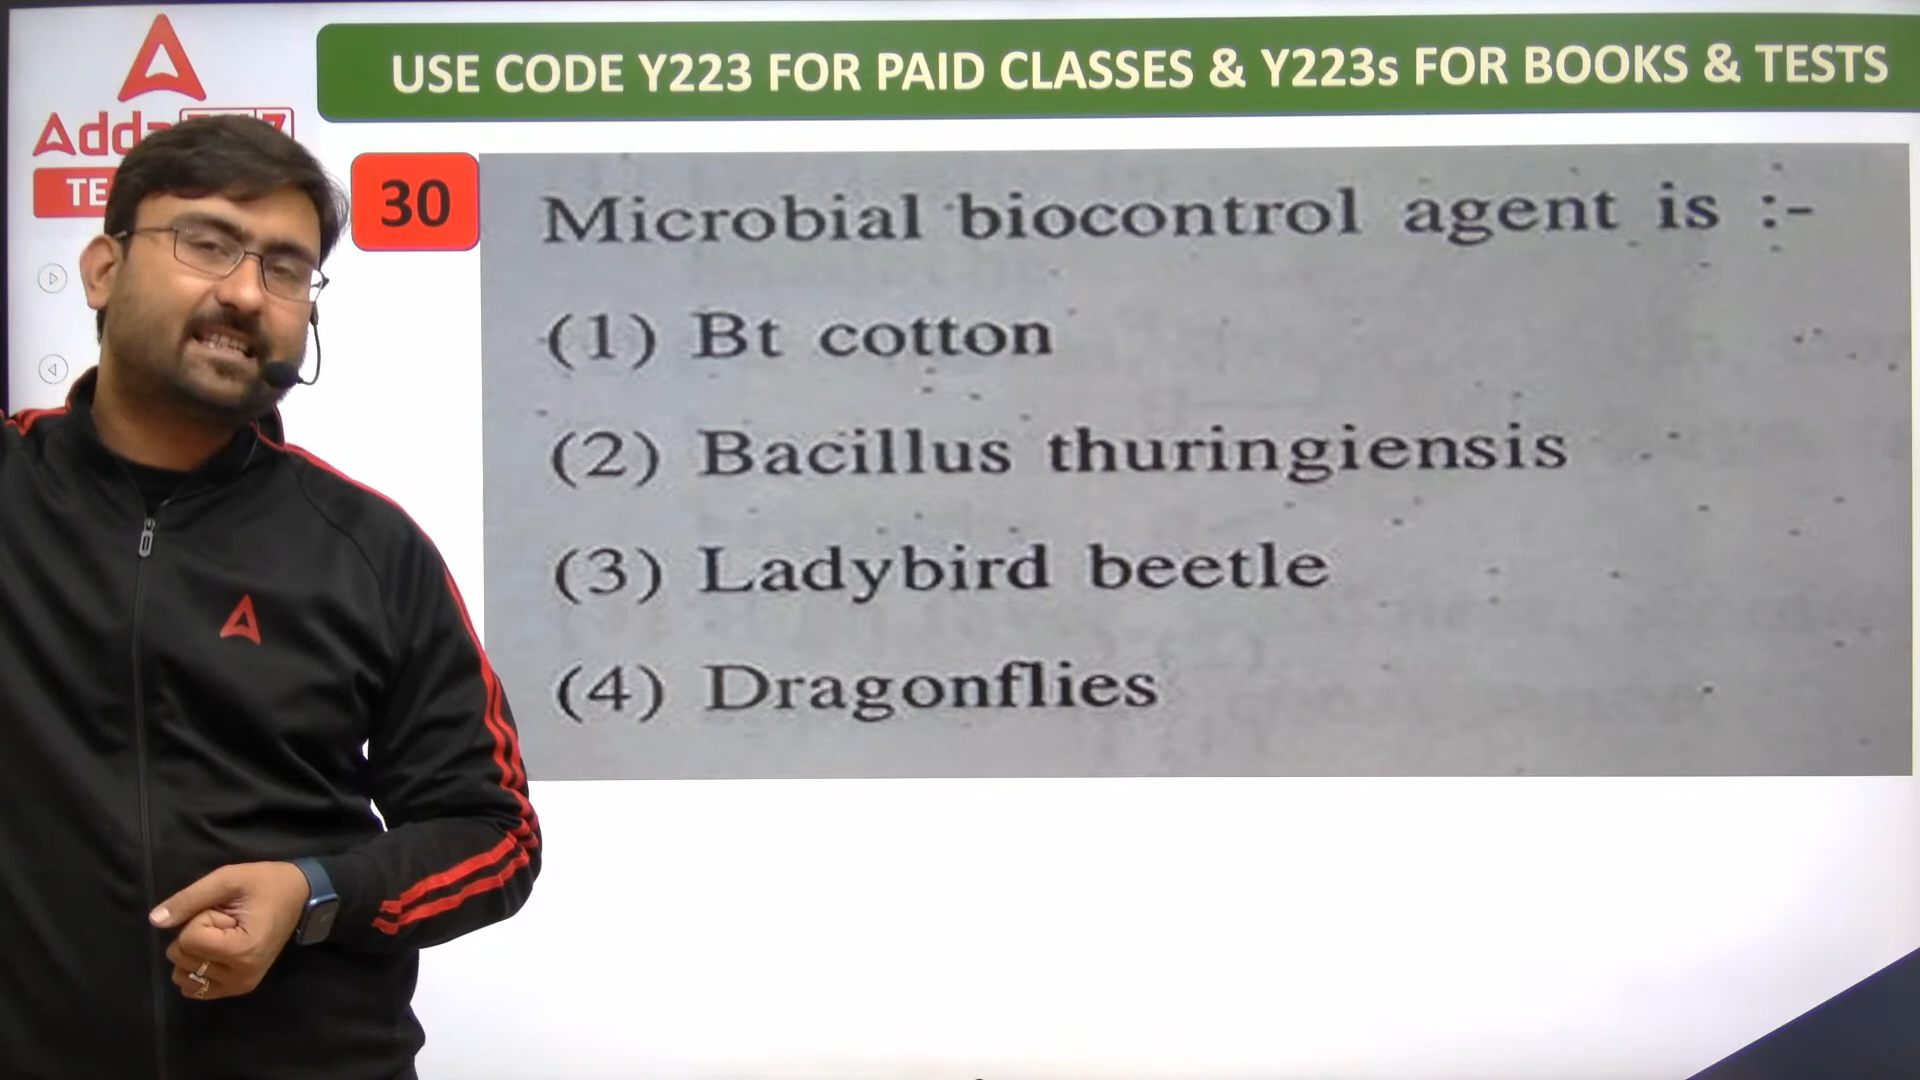 USE CODE Y223 FOR PAID CLASSES & Y223s FOR BOOKS & TESTS
30
Microbial biocontrol agent is :-
(1) Bt cotton
(2) Bacillus thuringiensis
(3) Ladybird beetle
(4) Dragonflies